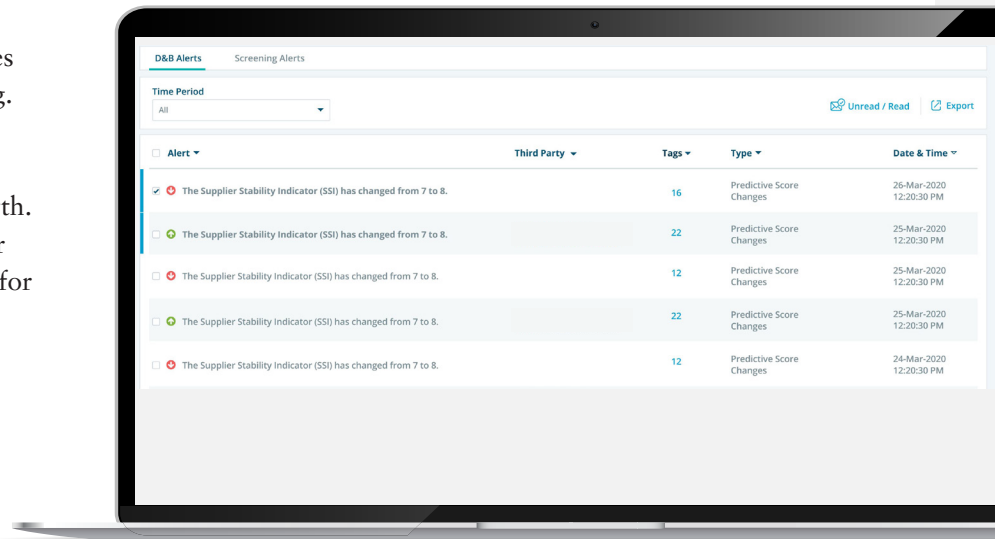 es
g.
th.
r
for
D&B Alerts Screening Alerts
Time Period
All
Unread / Read Export
Alert Third Party Tags Type Date & Time
The Supplier Stability Indicator (SSI) has changed from 7 to 8. 16 Predictive Score Changes 26-Mar-2020 12:20:30 PM
The Supplier Stability Indicator (SSI) has changed from 7 to 8. 22 Predictive Score Changes 25-Mar-2020 12:20:30 PM
The Supplier Stability Indicator (SSI) has changed from 7 to 8. 12 Predictive Score Changes 25-Mar-2020 12:20:30 PM
The Supplier Stability Indicator (SSI) has changed from 7 to 8. 22 Predictive Score Changes 25-Mar-2020 12:20:30 PM
The Supplier Stability Indicator (SSI) has changed from 7 to 8. 12 Predictive Score Changes 24-Mar-2020 12:20:30 PM